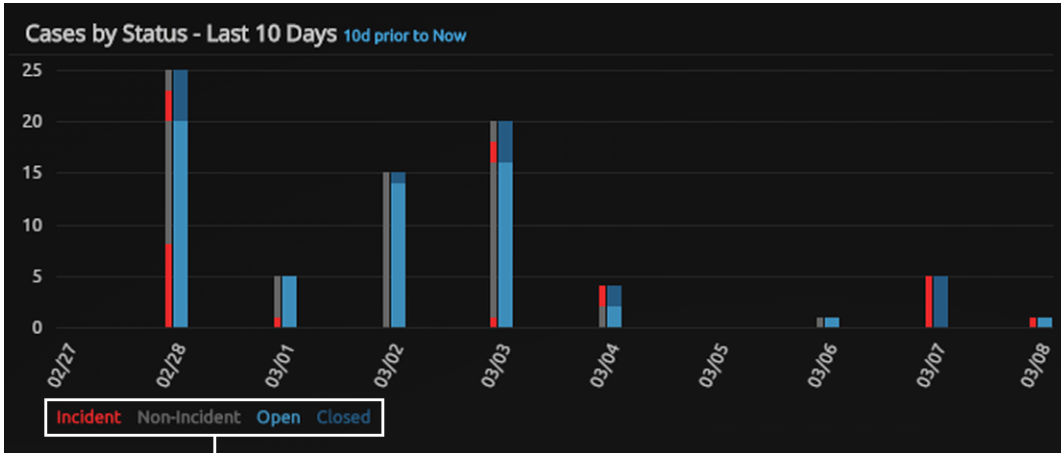 Cases by Status - Last 10 Days 10d prior to Now
25
20
15
10
5
0
02/27 02/28 03/01 03/02 03/03 03/04 03/05 03/06 03/07 03/08
Incident Non-Incident Open Closed